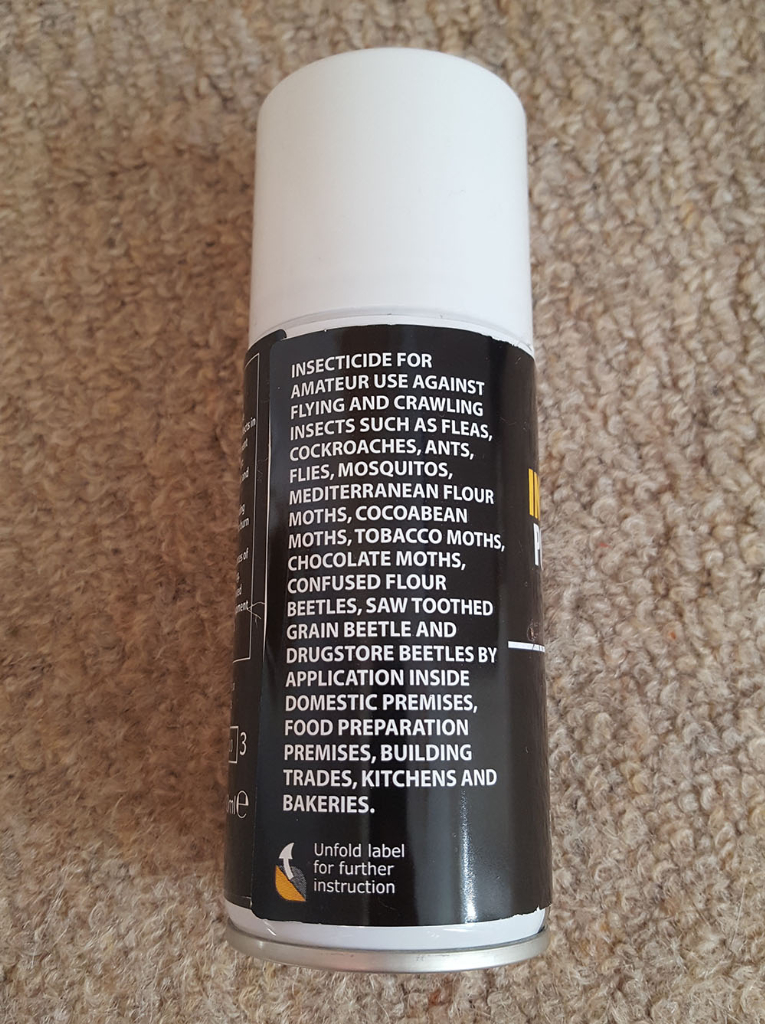 INSECTICIDE FOR
AMATEUR USE AGAINST
FLYING AND CRAWLING
INSECTS SUCH AS FLEAS,
COCKROACHES, ANTS,
FLIES, MOSQUITOS,
MEDITERRANEAN FLOUR
MOTHS, COCOABEAN
MOTHS, TOBACCO MOTHS,
CHOCOLATE MOTHS,
CONFUSED FLOUR
BEETLES, SAW TOOTHED
GRAIN BEETLE AND
DRUGSTORE BEETLES BY
APPLICATION INSIDE
DOMESTIC PREMISES,
FOOD PREPARATION
PREMISES, BUILDING
TRADES, KITCHENS AND
BAKERIES.
Unfold label
for further
instruction
3